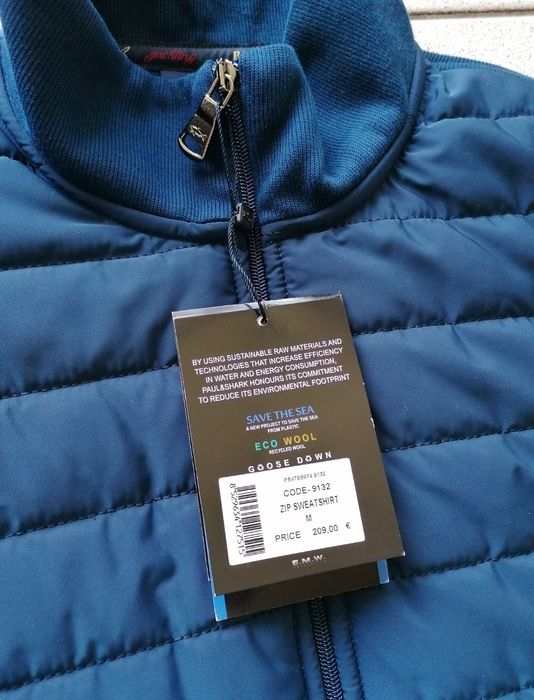 yachting
BY USING SUSTAINABLE RAW MATERIALS AND
TECHNOLOGIES THAT INCREASE EFFICIENCY
IN WATER AND ENERGY CONSUMPTION,
PAUL&SHARK HONOURS ITS COMMITMENT
TO REDUCE ITS ENVIRONMENTAL FOOTPRINT
SAVE THE SEA
A NEW PROJECT TO SAVE THE SEA
FROM PLASTIC
ECO WOOL
RECYCLED WOOL
GOOSE DOWN
CODE- 9132
ZIP SWEATSHIRT
M
PRICE 209,00 €
E.M.W.